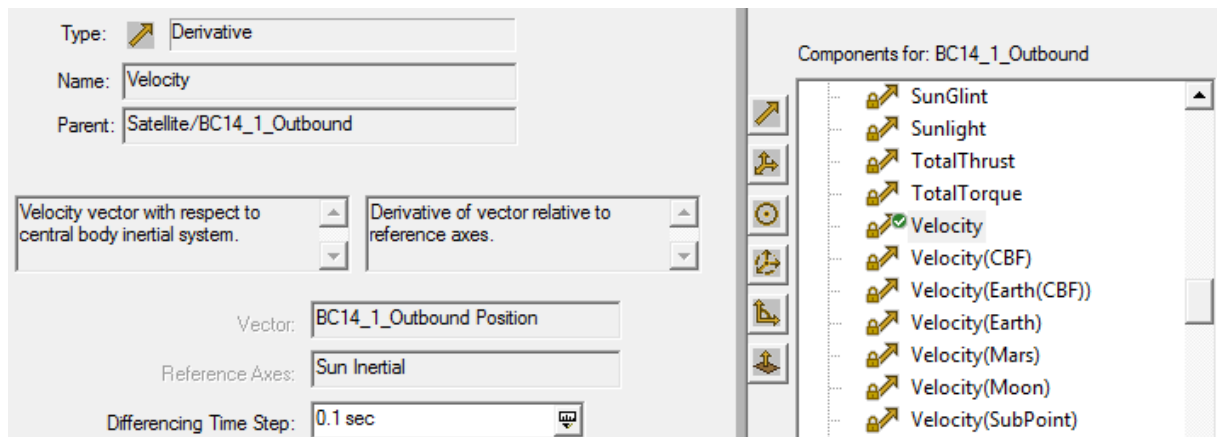 Type: Derivative
Name: Velocity
Parent: Satellite/BC14_1_Outbound
Velocity vector with respect to
central body inertial system.
Derivative of vector relative to
reference axes.
Vector: BC14_1_Outbound Position
Reference Axes: Sun Inertial
Differencing Time Step: 0.1 sec
Components for: BC14_1_Outbound
SunGlint
Sunlight
TotalThrust
TotalTorque
Velocity
Velocity(CBF)
Velocity(Earth(CBF))
Velocity(Earth)
Velocity(Mars)
Velocity(Moon)
Velocity(SubPoint)